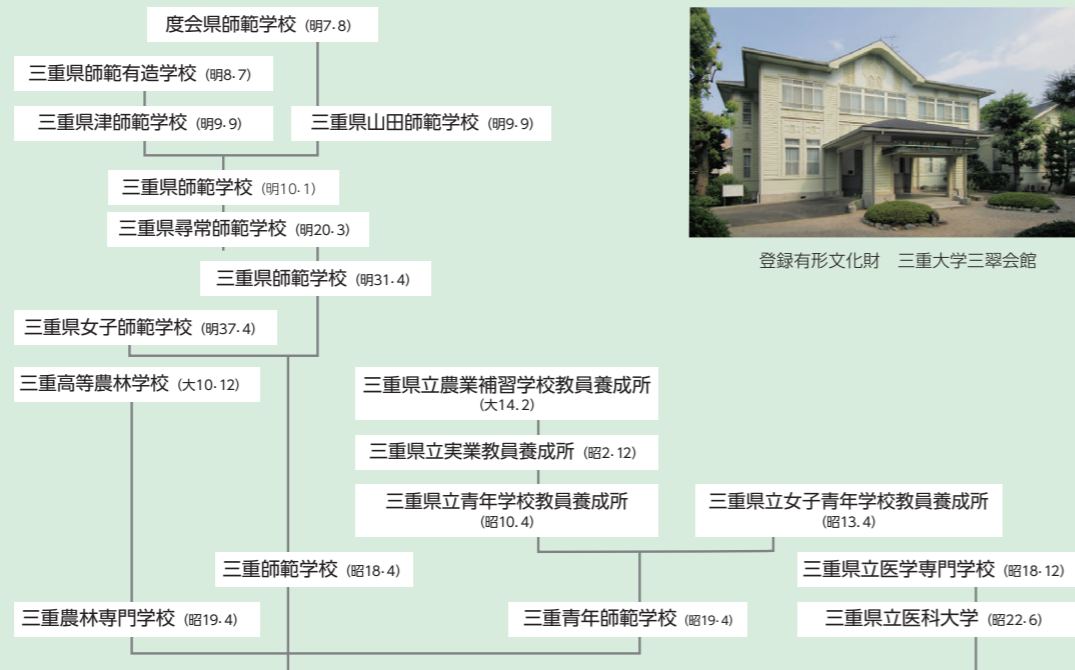 度会県師範学校 (明7・8)
三重県師範有造学校 (明8・7)
三重県津師範学校 (明9・9)
三重県山田師範学校 (明9・9)
三重県師範学校 (明10・1)
三重県尋常師範学校 (明20・3)
三重県師範学校 (明31・4)
登録有形文化財　三重大学三翠会館
三重県女子師範学校 (明37・4)
三重高等農林学校 (大10・12)
三重県立農業補習学校教員養成所
(大14.2)
三重県立実業教員養成所 (昭2・12)
三重県立青年学校教員養成所
(昭10.4)
三重県立女子青年学校教員養成所
(昭13.4)
三重師範学校 (昭18・4)
三重県立医学専門学校 (昭18・12)
三重農林専門学校 (昭19・4)
三重青年師範学校 (昭19・4)
三重県立医科大学 (昭22・6)